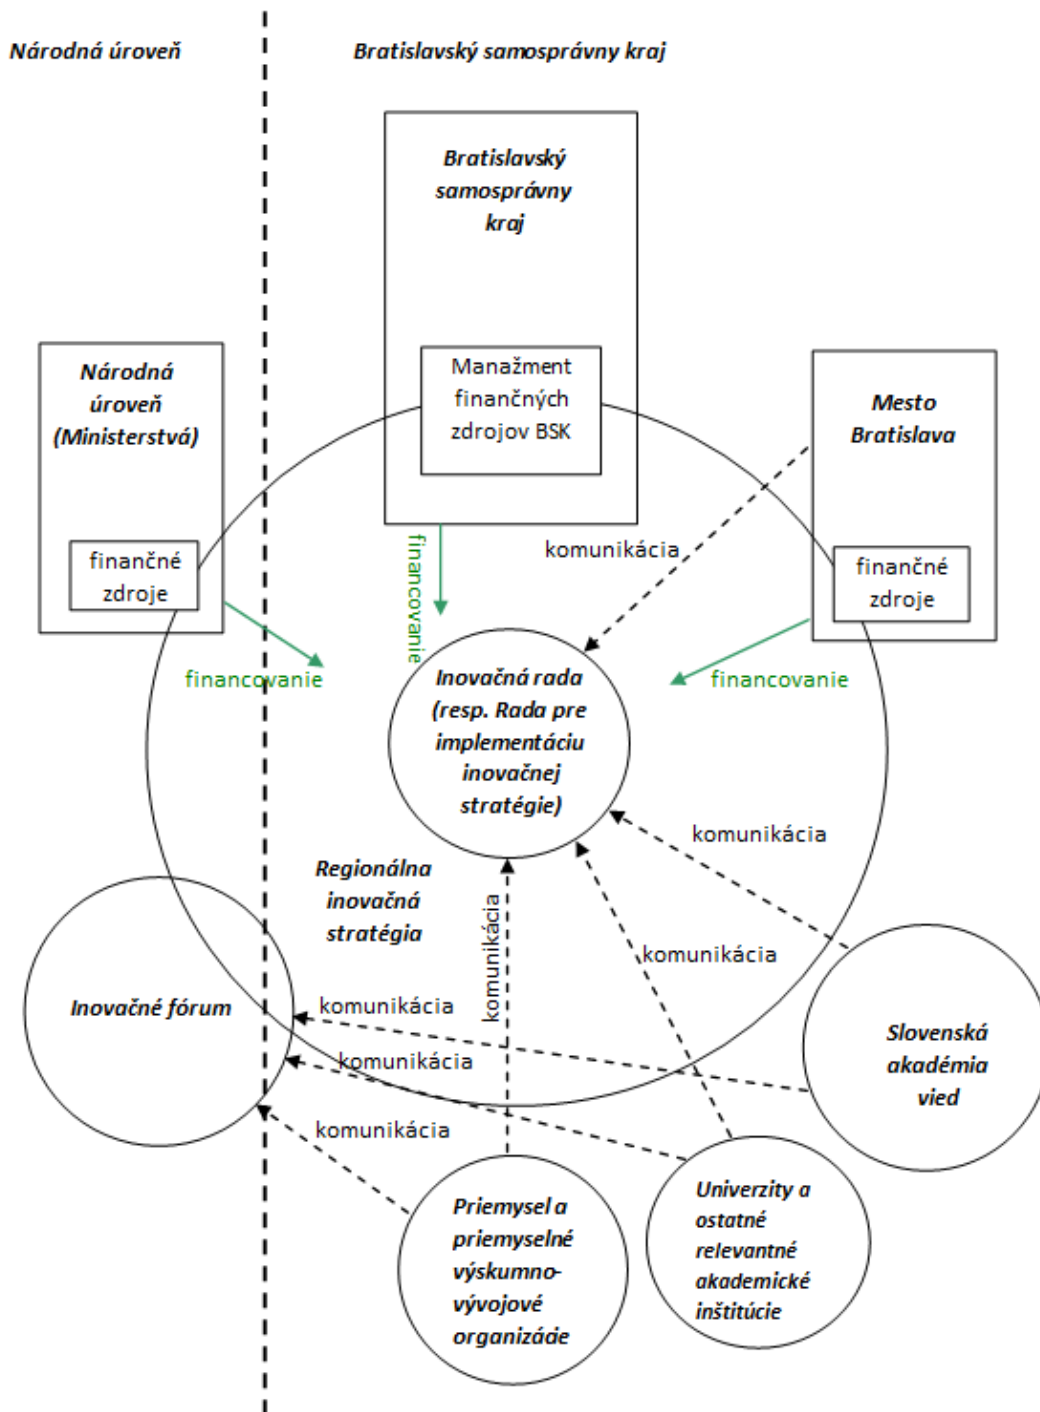 Národná úroveň
Bratislavský samosprávny kraj
Bratislavský
samosprávny
kraj
Manažment
finančných
zdrojov BSK
Národná
úroveň
(Ministerstvá)
finančné
zdroje
Mesto
Bratislava
finančné
zdroje
komunikácia
financovanie
financovanie
financovanie
Inovačná rada
(resp. Rada pre
implementáciu
inovačnej
stratégie)
komunikácia
Regionálna
inovačná
stratégia
komunikácia
komunikácia
Inovačné fórum
komunikácia
komunikácia
komunikácia
Slovenská
akadémia
vied
Priemysel a
priemyselné
výskumno-
vývojové
organizácie
Univerzity a
ostatné
relevantné
akademické
inštitúcie